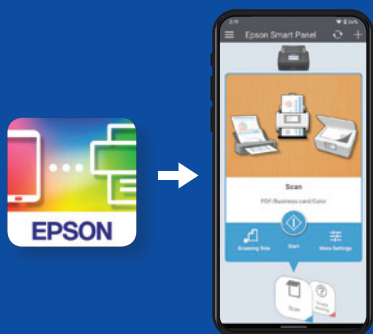 EPSON
Epson Smart Panel
Scan
PDF/Business card/Color
Scanning Side
Start
More Settings
Scan